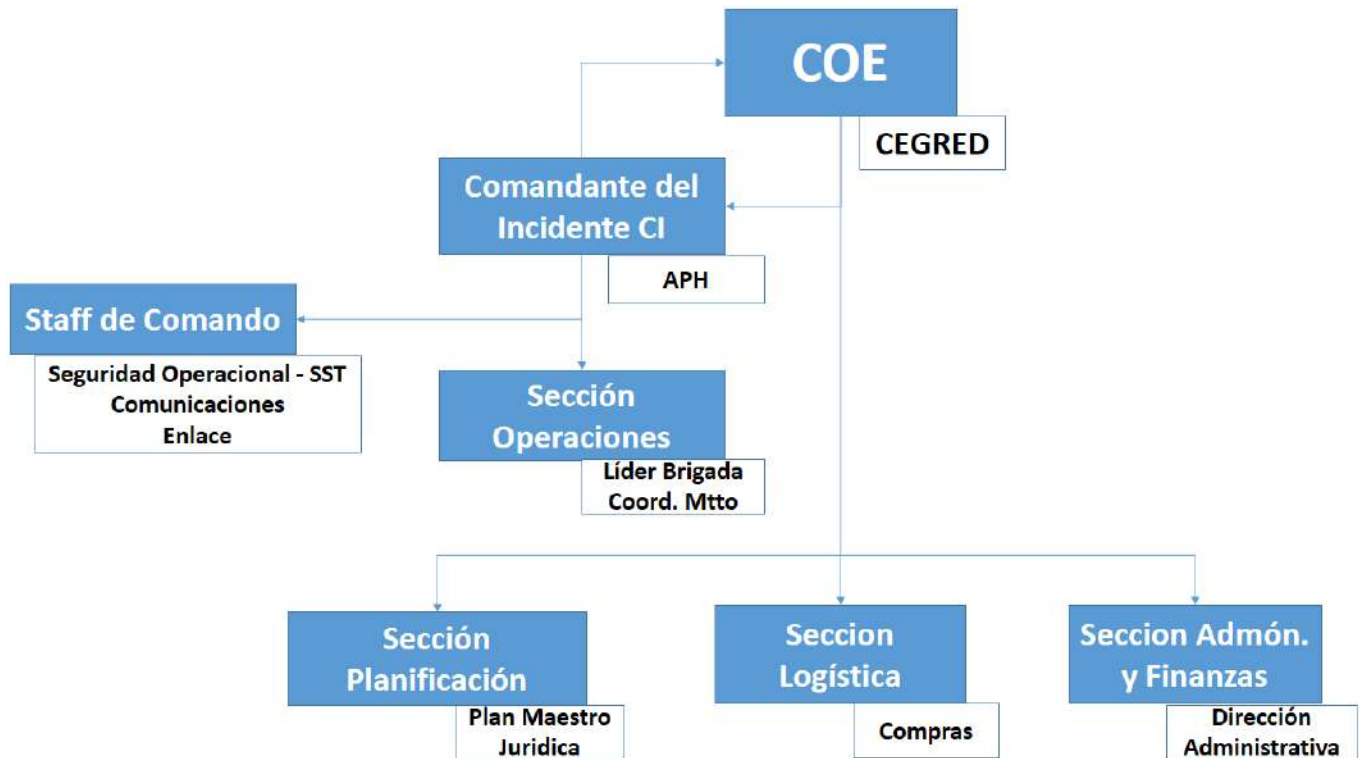 COE
CEGRED
Comandante del
Incidente CI
APH
Staff de Comando
Seguridad Operacional - SST
Comunicaciones
Enlace
Sección
Operaciones
Líder Brigada
Coord. Mtto
Sección
Planificación
Plan Maestro
Juridica
Seccion
Logística
Compras
Seccion Admón.
y Finanzas
Dirección
Administrativa